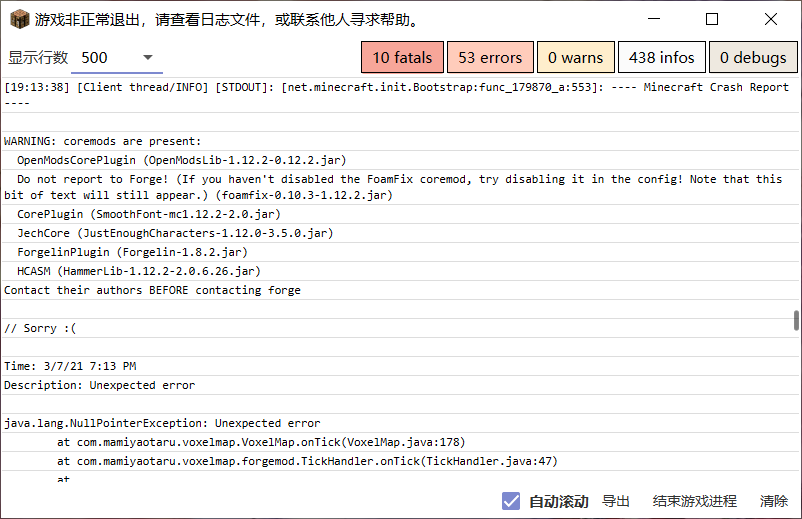 游戏非正常退出，请查看日志文件，或联系他人寻求帮助。
显示行数 500 10 fatals 53 errors 0 warns 438 infos 0 debugs
[19:13:38] [Client thread/INFO] [STDOUT]: [net.minecraft.init.Bootstrap:func_179870_a:553]: ---- Minecraft Crash Report
----
WARNING: coremods are present:
OpenModsCorePlugin (OpenModsLib-1.12.2-0.12.2.jar)
Do not report to Forge! (If you haven't disabled the FoamFix coremod, try disabling it in the config! Note that this
bit of text will still appear.) (foamfix-0.10.3-1.12.2.jar)
CorePlugin (SmoothFont-mc1.12.2-2.0.jar)
JechCore (JustEnoughCharacters-1.12.0-3.5.0.jar)
ForgelinPlugin (Forgelin-1.8.2.jar)
HCASM (HammerLib-1.12.2-2.0.6.26.jar)
Contact their authors BEFORE contacting forge
// Sorry :(
Time: 3/7/21 7:13 PM
Description: Unexpected error
java.lang.NullPointerException: Unexpected error
at com.mamiyaotaru.voxelmap.VoxelMap.onTick(VoxelMap.java:178)
at com.mamiyaotaru.voxelmap.forgemod.TickHandler.onTick(TickHandler.java:47)
at
自动滚动 导出 结束游戏进程 清除